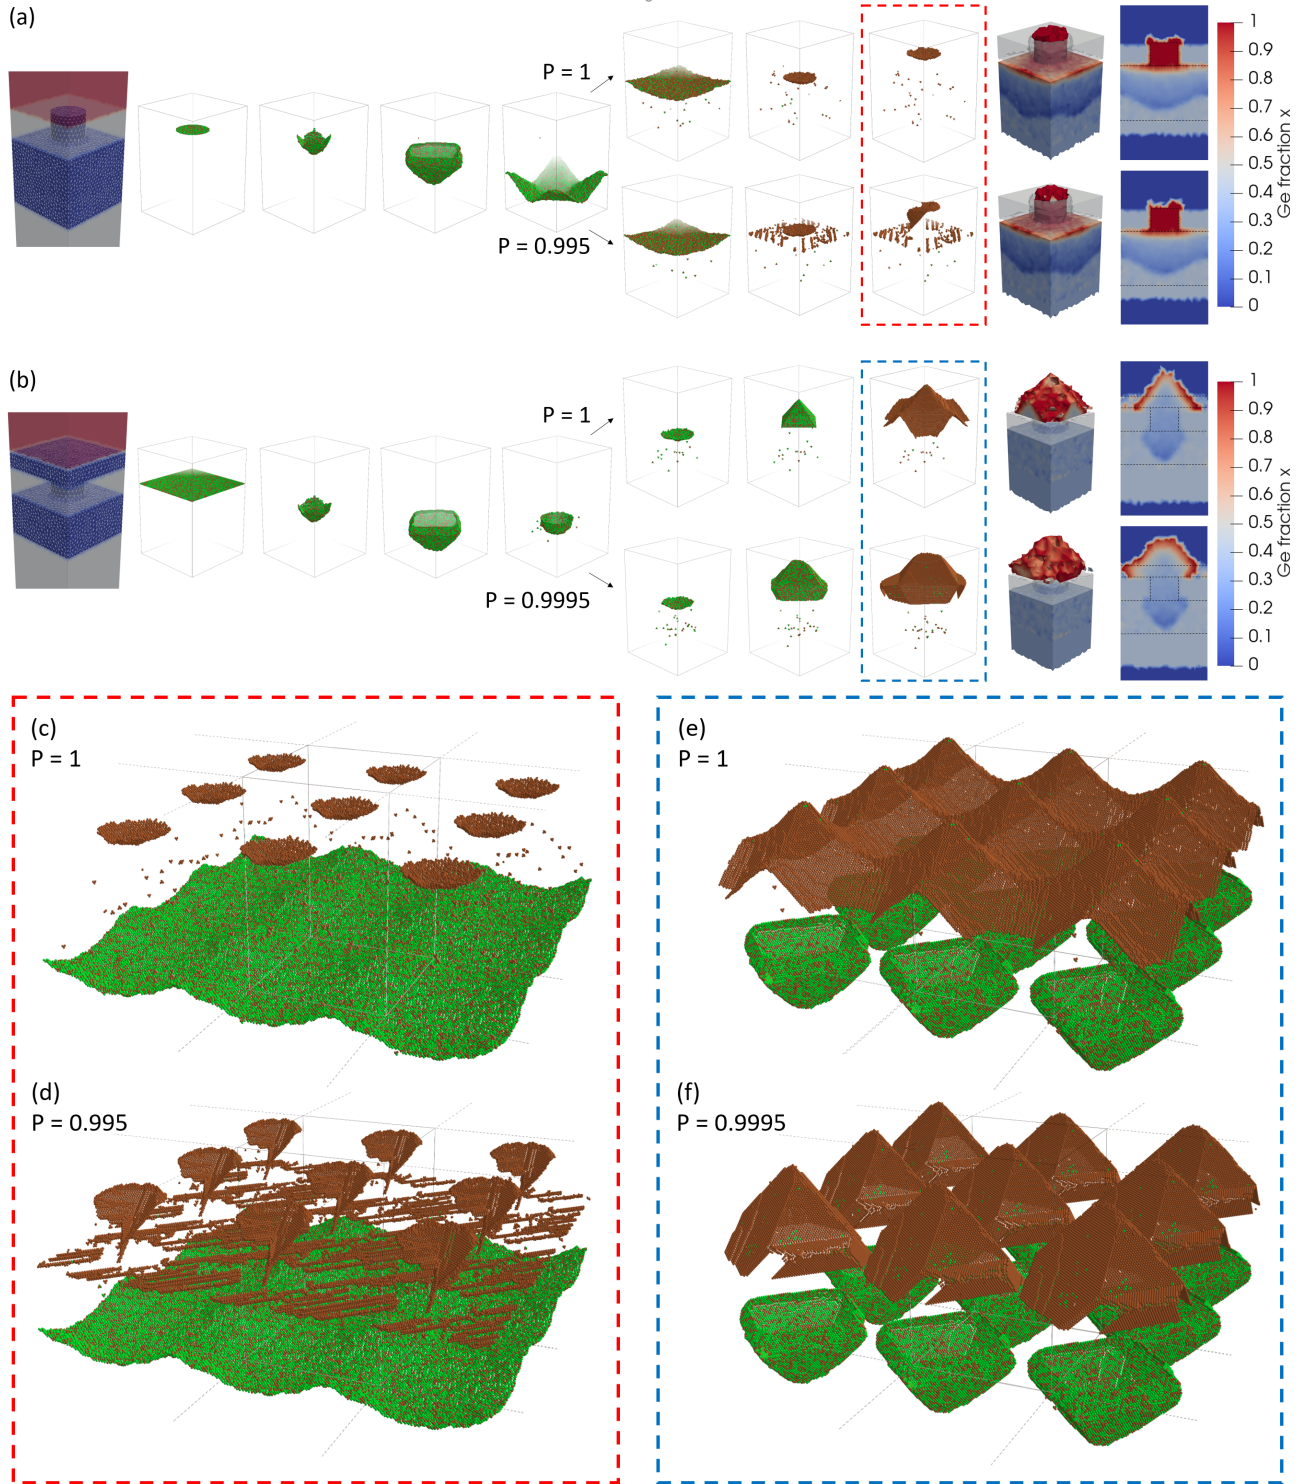 (a)
P = 1
P = 0.995
1
0.9
0.8
0.7
0.6
0.5
0.4
0.3
0.2
0.1
0
Ge fraction x
(b)
P = 1
P = 0.9995
1
0.9
0.8
0.7
0.6
0.5
0.4
0.3
0.2
0.1
0
Ge fraction x
(c)
P = 1
(d)
P = 0.995
(e)
P = 1
(f)
P = 0.9995